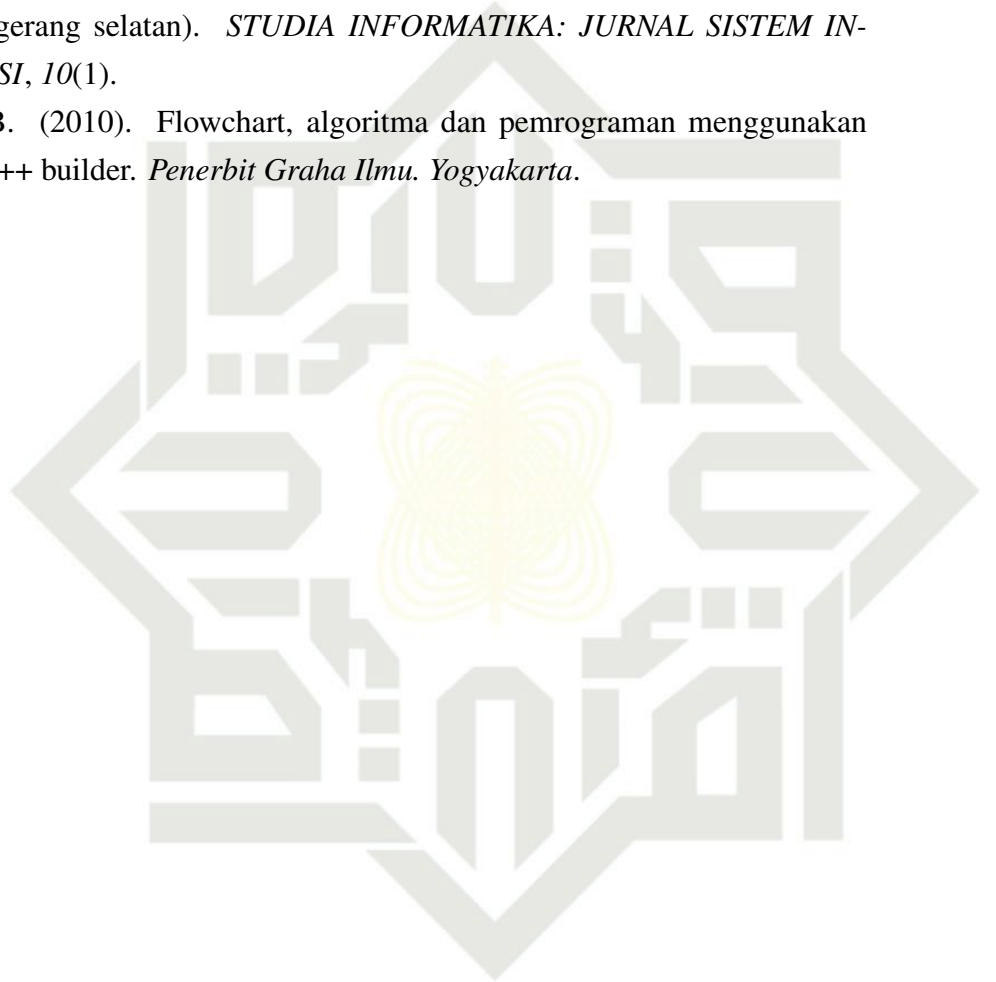 gerang selatan). STUDIA INFORMATIKA: JURNAL SISTEM IN-
SI, 10(1).
B. (2010). Flowchart, algoritma dan pemrograman menggunakan
++ builder. Penerbit Graha Ilmu. Yogyakarta.